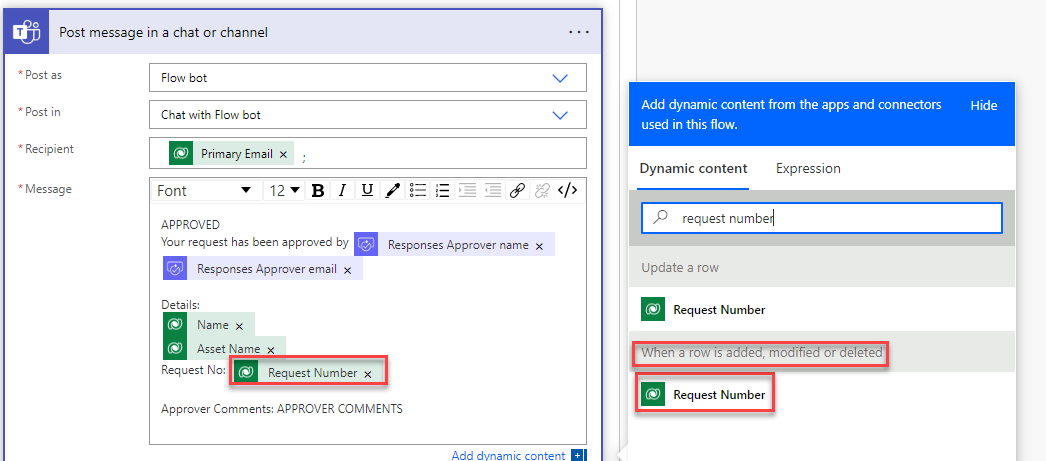 Post message in a chat or channel
* Post as
Flow bot
* Post in
Chat with Flow bot
* Recipient
Primary Email × ;
* Message
Font 12 B I U </>
APPROVED
Your request has been approved by Responses Approver name ×
Responses Approver email ×
Details:
Name ×
Asset Name ×
Request No: Request Number ×
Approver Comments: APPROVER COMMENTS
Add dynamic content
Add dynamic content from the apps and connectors
used in this flow.
Hide
Dynamic content Expression
request number
Update a row
Request Number
When a row is added, modified or deleted
Request Number